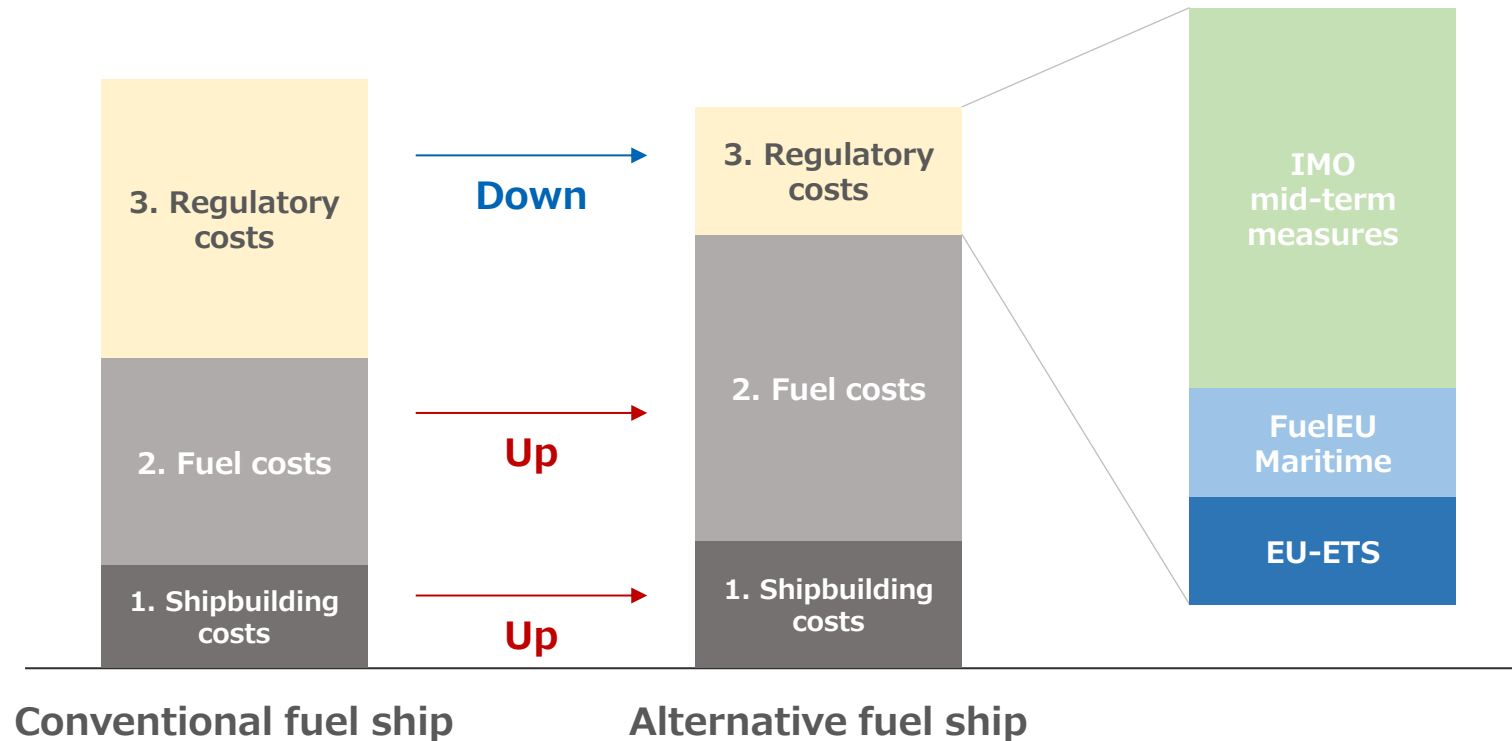 3. Regulatory
costs
2. Fuel costs
1. Shipbuilding
costs
Down
Up
Up
3. Regulatory
costs
2. Fuel costs
1. Shipbuilding
costs
IMO
mid-term
measures
FuelEU
Maritime
EU-ETS
Conventional fuel ship
Alternative fuel ship